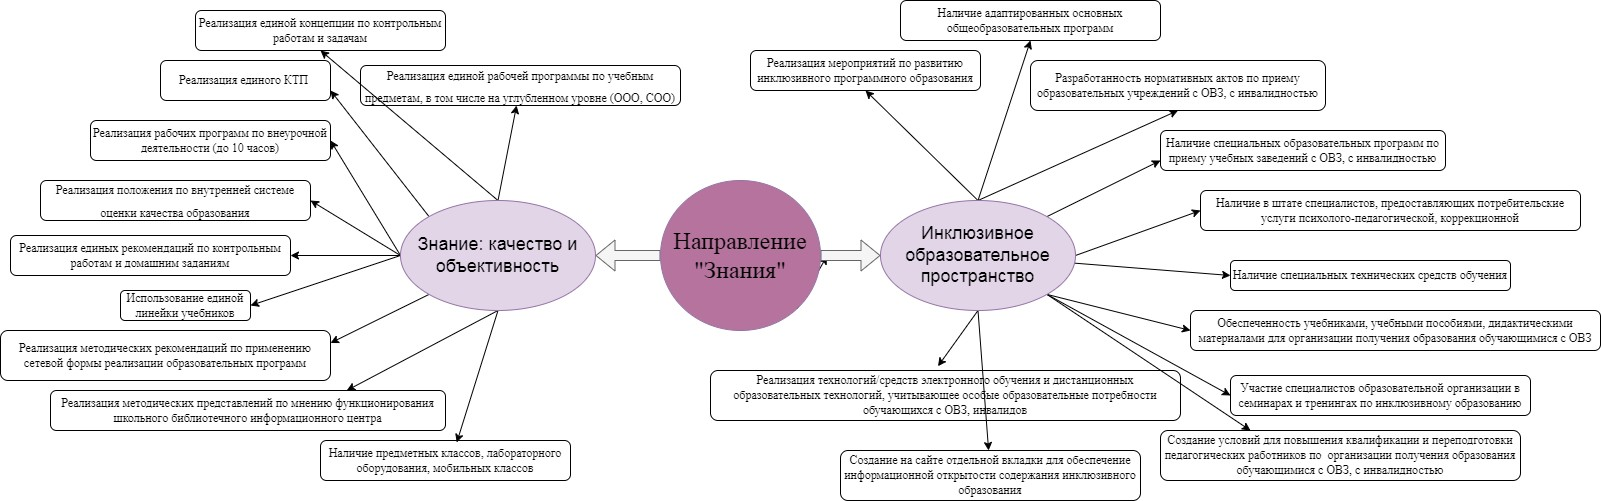 Реализация единой концепции по контрольным
работам и задачам
Реализация единого КТП
Реализация единой рабочей программы по учебным
предметам, в том числе на углубленном уровне (ООО, СОО)
Реализация рабочих программ по внеурочной
деятельности (до 10 часов)
Реализация положения по внутренней системе
оценки качества образования
Реализация единых рекомендаций по контрольным
работам и домашним заданиям
Использование единой
линейки учебников
Реализация методических рекомендаций по применению
сетевой формы реализации образовательных программ
Реализация методических представлений по мнению функционирования
школьного библиотечного информационного центра
Наличие предметных классов, лабораторного
оборудования, мобильных классов
Знание: качество и
объективность
Направление
"Знания"
Инклюзивное
образовательное
пространство
Наличие адаптированных основных
общеобразовательных программ
Реализация мероприятий по развитию
инклюзивного программного образования
Разработанность нормативных актов по приему
образовательных учреждений с ОВЗ, с инвалидностью
Наличие специальных образовательных программ по
приему учебных заведений с ОВЗ, с инвалидностью
Наличие в штате специалистов, предоставляющих потребительские
услуги психолого-педагогической, коррекционной
Наличие специальных технических средств обучения
Обеспеченность учебниками, учебными пособиями, дидактическими
материалами для организации получения образования обучающимися с ОВЗ
Участие специалистов образовательной организации в
семинарах и тренингах по инклюзивному образованию
Создание условий для повышения квалификации и переподготовки
педагогических работников по организации получения образования
обучающимися с ОВЗ, с инвалидностью
Реализация технологий/средств электронного обучения и дистанционных
образовательных технологий, учитывающее особые образовательные потребности
обучающихся с ОВЗ, инвалидов
Создание на сайте отдельной вкладки для обеспечение
информационной открытости содержания инклюзивного
образования